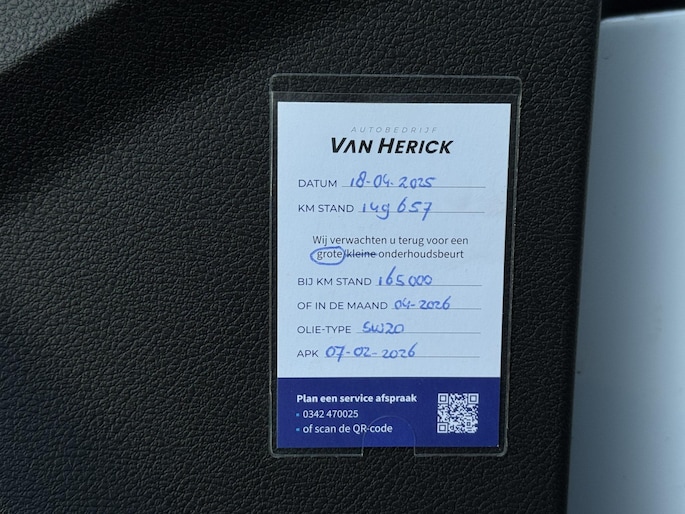 AUTOBEDRIJF
VAN HERICK
DATUM 18-04-2025
KM STAND 149 657
Wij verwachten u terug voor een
grote/kleine onderhoudsbeurt
BIJ KM STAND 165000
OF IN DE MAAND 04-2026
OLIE-TYPE 5W20
APK 07-02-2026
Plan een service afspraak
• 0342 470025
• of scan de QR-code